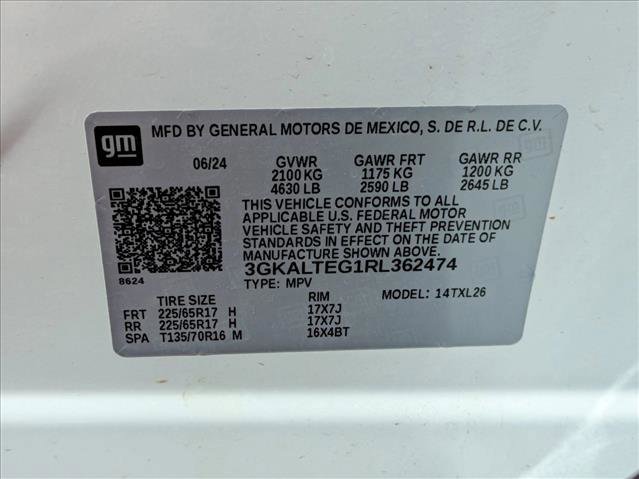 gm
MFD BY GENERAL MOTORS DE MEXICO, S. DE R.L. DE C.V.
06/24 GVWR GAWR FRT GAWR RR
2100 KG 1175 KG 1200 KG
4630 LB 2590 LB 2645 LB
THIS VEHICLE CONFORMS TO ALL
APPLICABLE U.S. FEDERAL MOTOR
VEHICLE SAFETY AND THEFT PREVENTION
STANDARDS IN EFFECT ON THE DATE OF
MANUFACTURE SHOWN ABOVE.
8624 3GKALTEG1RL362474
TYPE: MPV MODEL: 14TXL26
TIRE SIZE RIM
FRT 225/65R17 H 17X7J
RR 225/65R17 H 17X7J
SPA T135/70R16 M 16X4BT